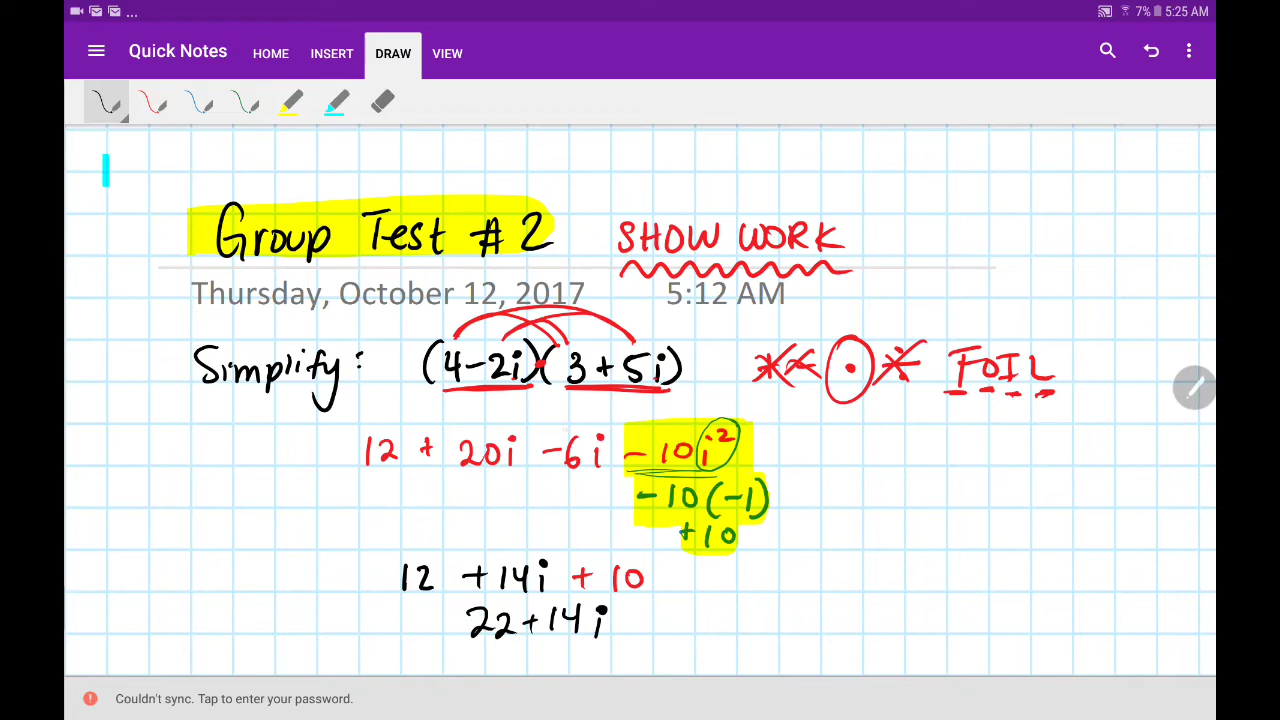 ... 7% 5:25 AM
Quick Notes HOME INSERT DRAW VIEW
Group Test # 2 SHOW WORK
Thursday, October 12, 2017 5:12 AM
Simplify: (4-2i)•(3+5i) • FOIL
12 + 20i -6i -10i²
-10(-1)
+10
12 +14i + 10
22+14i
Couldn't sync. Tap to enter your password.